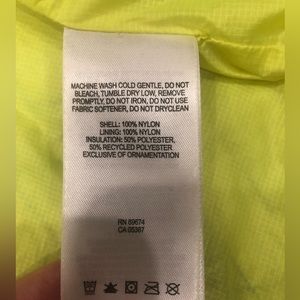 MACHINE WASH COLD GENTLE, DO NOT
BLEACH, TUMBLE DRY LOW, REMOVE
PROMPTLY, DO NOT IRON, DO NOT USE
FABRIC SOFTENER, DO NOT DRYCLEAN
SHELL: 100% NYLON
LINING: 100% NYLON
INSULATION: 50% POLYESTER,
50% RECYCLED POLYESTER
EXCLUSIVE OF ORNAMENTATION
RN 89674
CA 05367